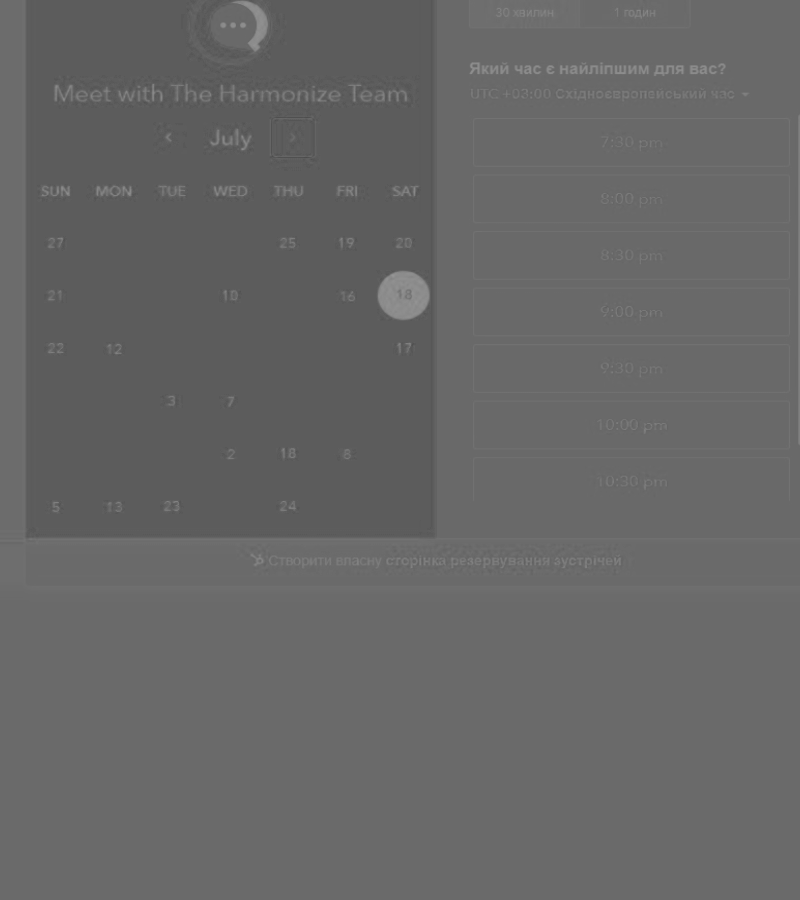 30 хвилин 1 годин
Meet with The Harmonize Team
July
SUN MON TUE WED THU FRI SAT
27 25 19 20
21 10 16 18
22 12 17
3 7
2 18 8
5 13 23 24
Який час є найліпшим для вас?
UTC +03:00 Східноєвропейський час
7:30 pm
8:00 pm
8:30 pm
9:00 pm
9:30 pm
10:00 pm
10:30 pm
Створити власну сторінка резервування зустрічей